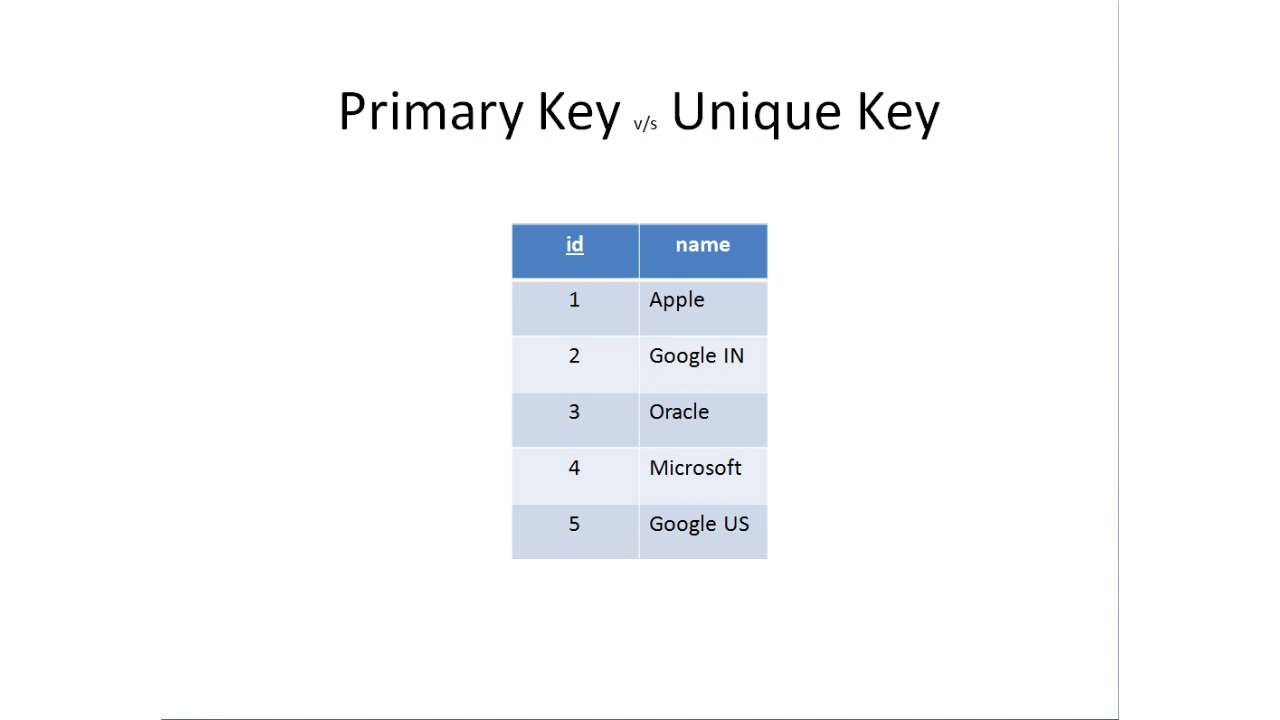 Primary Key v/s Unique Key
id name
1 Apple
2 Google IN
3 Oracle
4 Microsoft
5 Google US